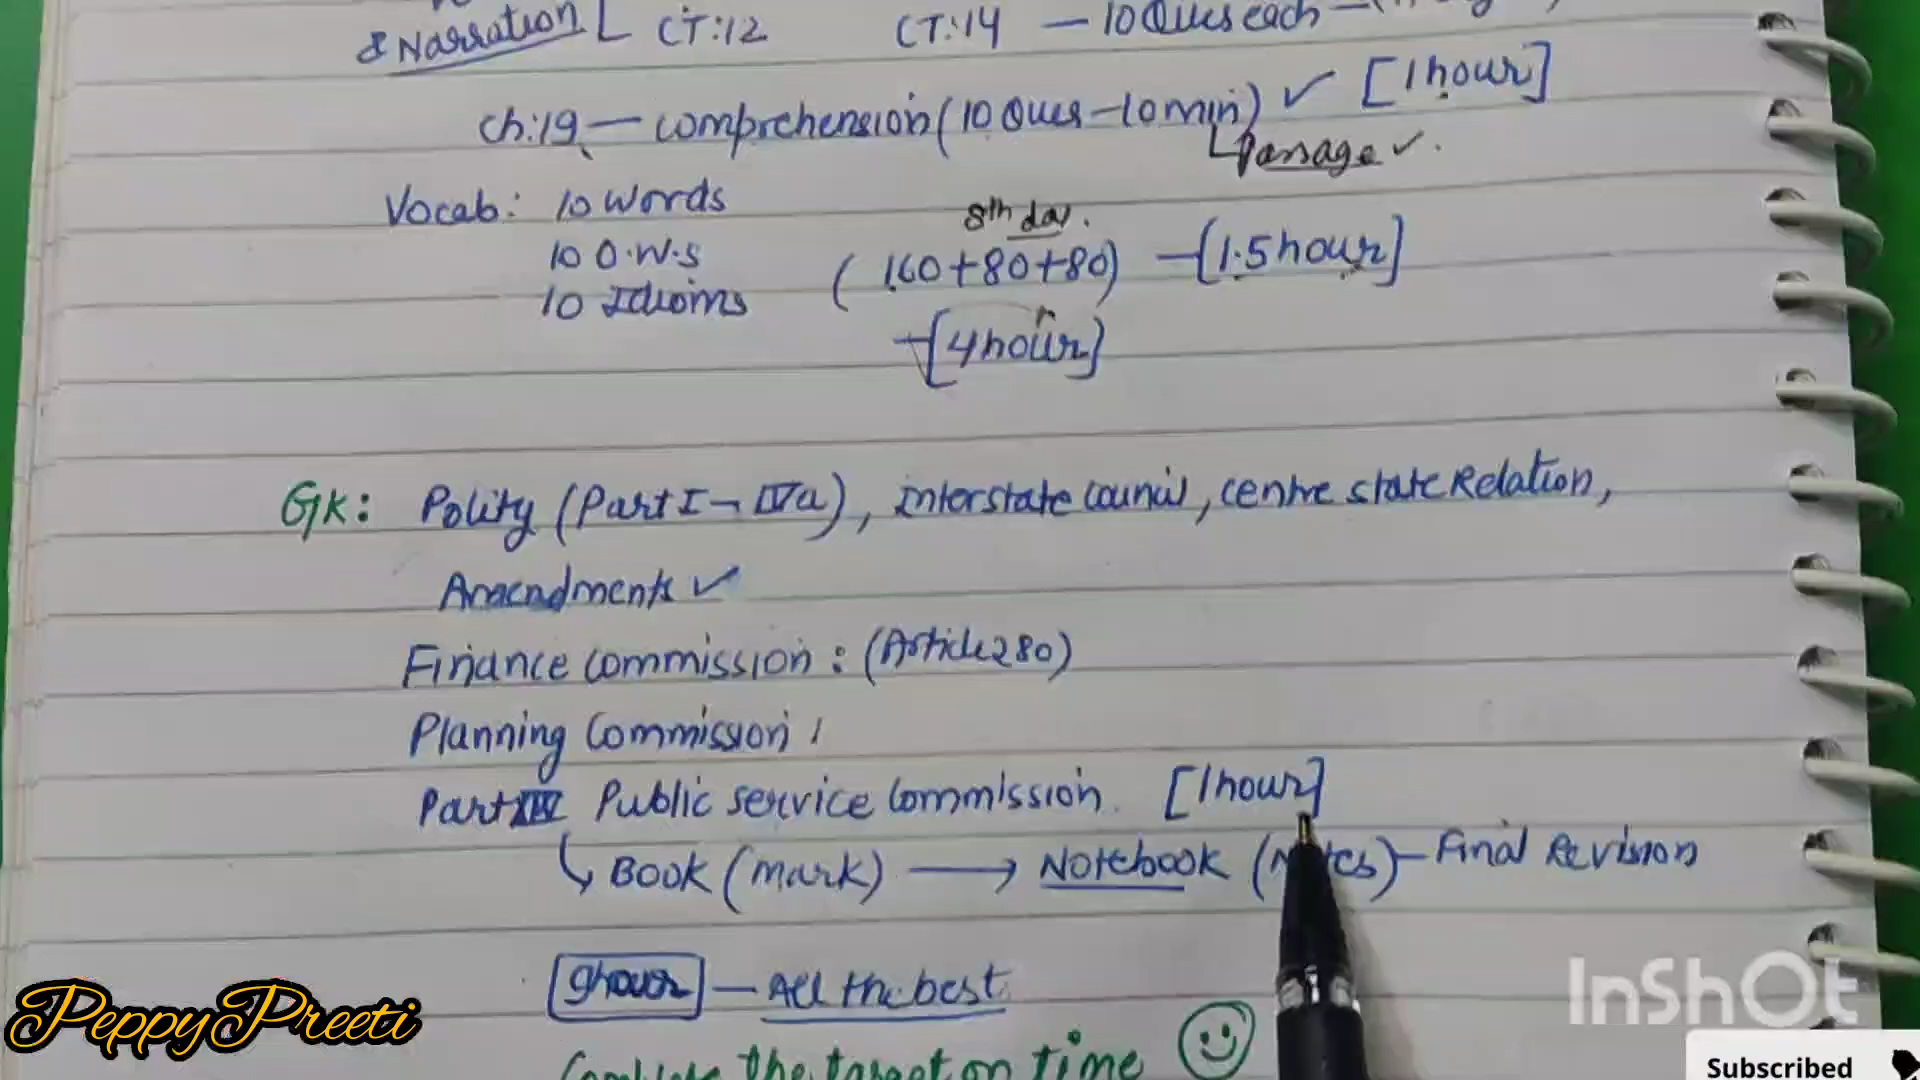 & Narration CT:12 CT:14 — 10 Ques each
Ch:19 — comprehension (10 Ques - 10 min) ✓ [1 hour]
Passage ✓.
Vocab: 10 words
8th day.
10 O.W.S (160+80+80) — [1.5 hour]
10 Idioms
[4 hour]
GK: Polity (Part I - IVa), interstate council, centre state Relation,
Amendments ✓
Finance Commission: (Article 280)
Planning Commission:
Part Public service Commission. [1 hour]
Book (mark) → Notebook (Notes) - Final Revision
9 hour — All the best.
Complete the target on time
PeppyPreeti
InShOt
Subscribed